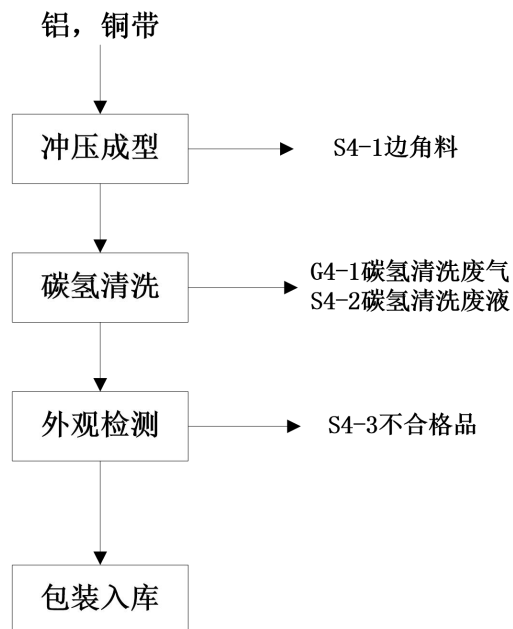 铝，铜带
冲压成型
S4-1边角料
碳氢清洗
G4-1碳氢清洗废气
S4-2碳氢清洗废液
外观检测
S4-3不合格品
包装入库